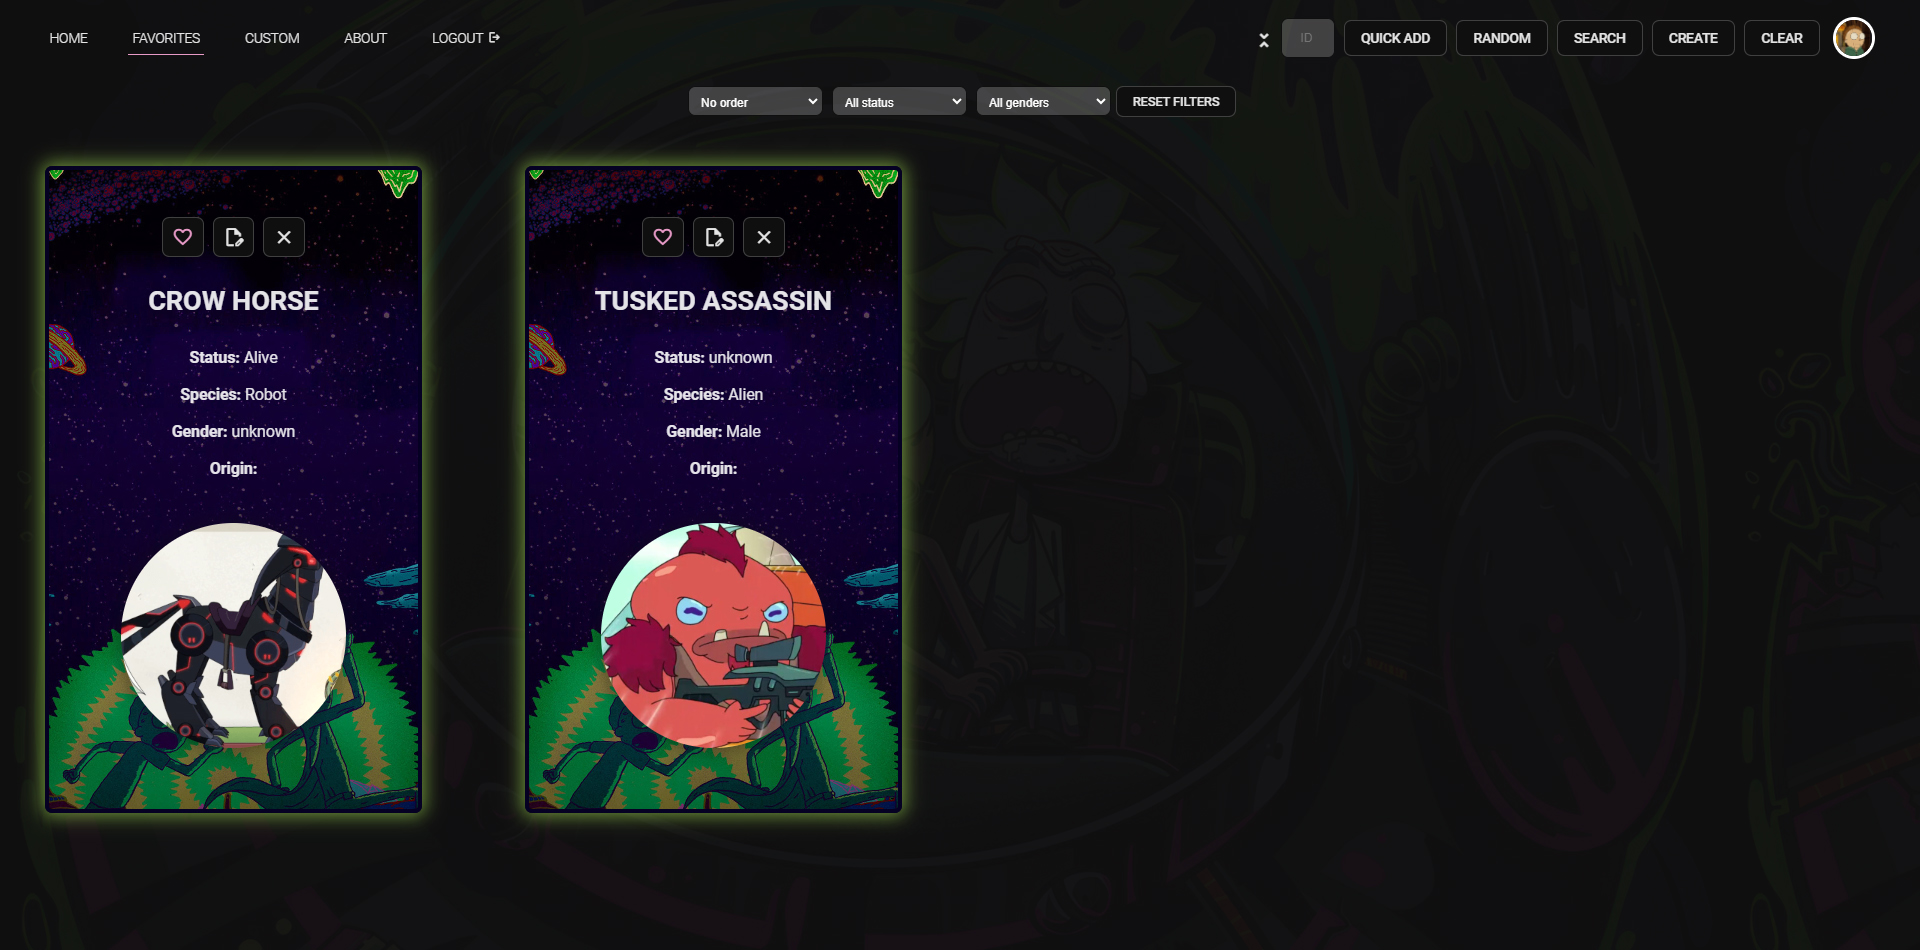 HOME FAVORITES CUSTOM ABOUT LOGOUT ID QUICK ADD RANDOM SEARCH CREATE CLEAR
No order All status All genders RESET FILTERS
CROW HORSE
Status: Alive
Species: Robot
Gender: unknown
Origin:
TUSKED ASSASSIN
Status: unknown
Species: Alien
Gender: Male
Origin: